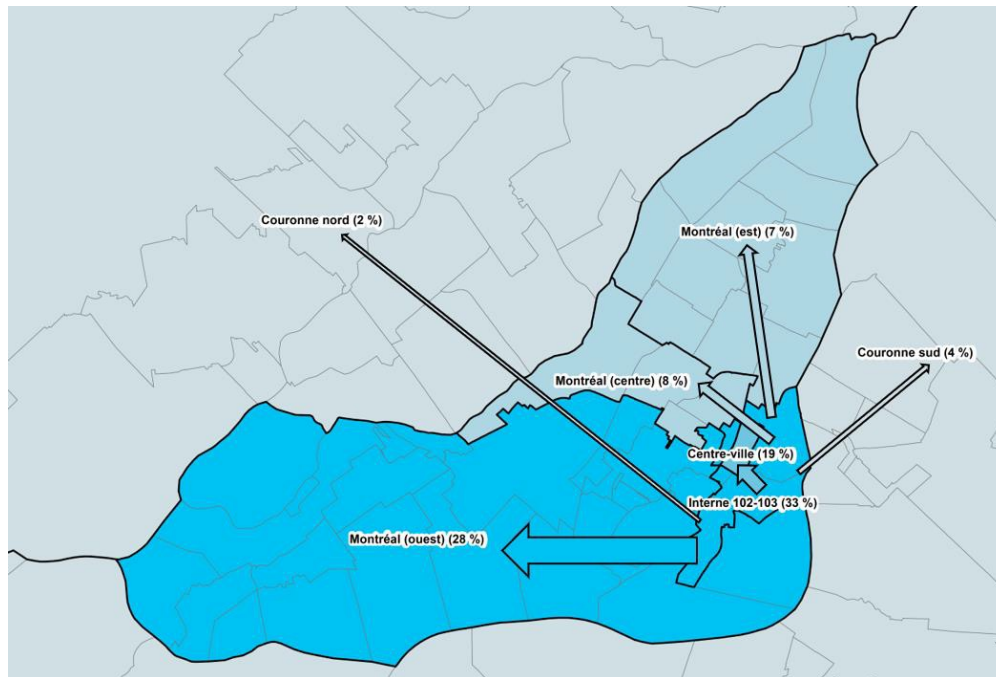 Couronne nord (2 %)
Montréal (est) (7 %)
Couronne sud (4 %)
Montréal (centre) (8 %)
Centre-ville (19 %)
Interne 102-103 (33 %)
Montréal (ouest) (28 %)